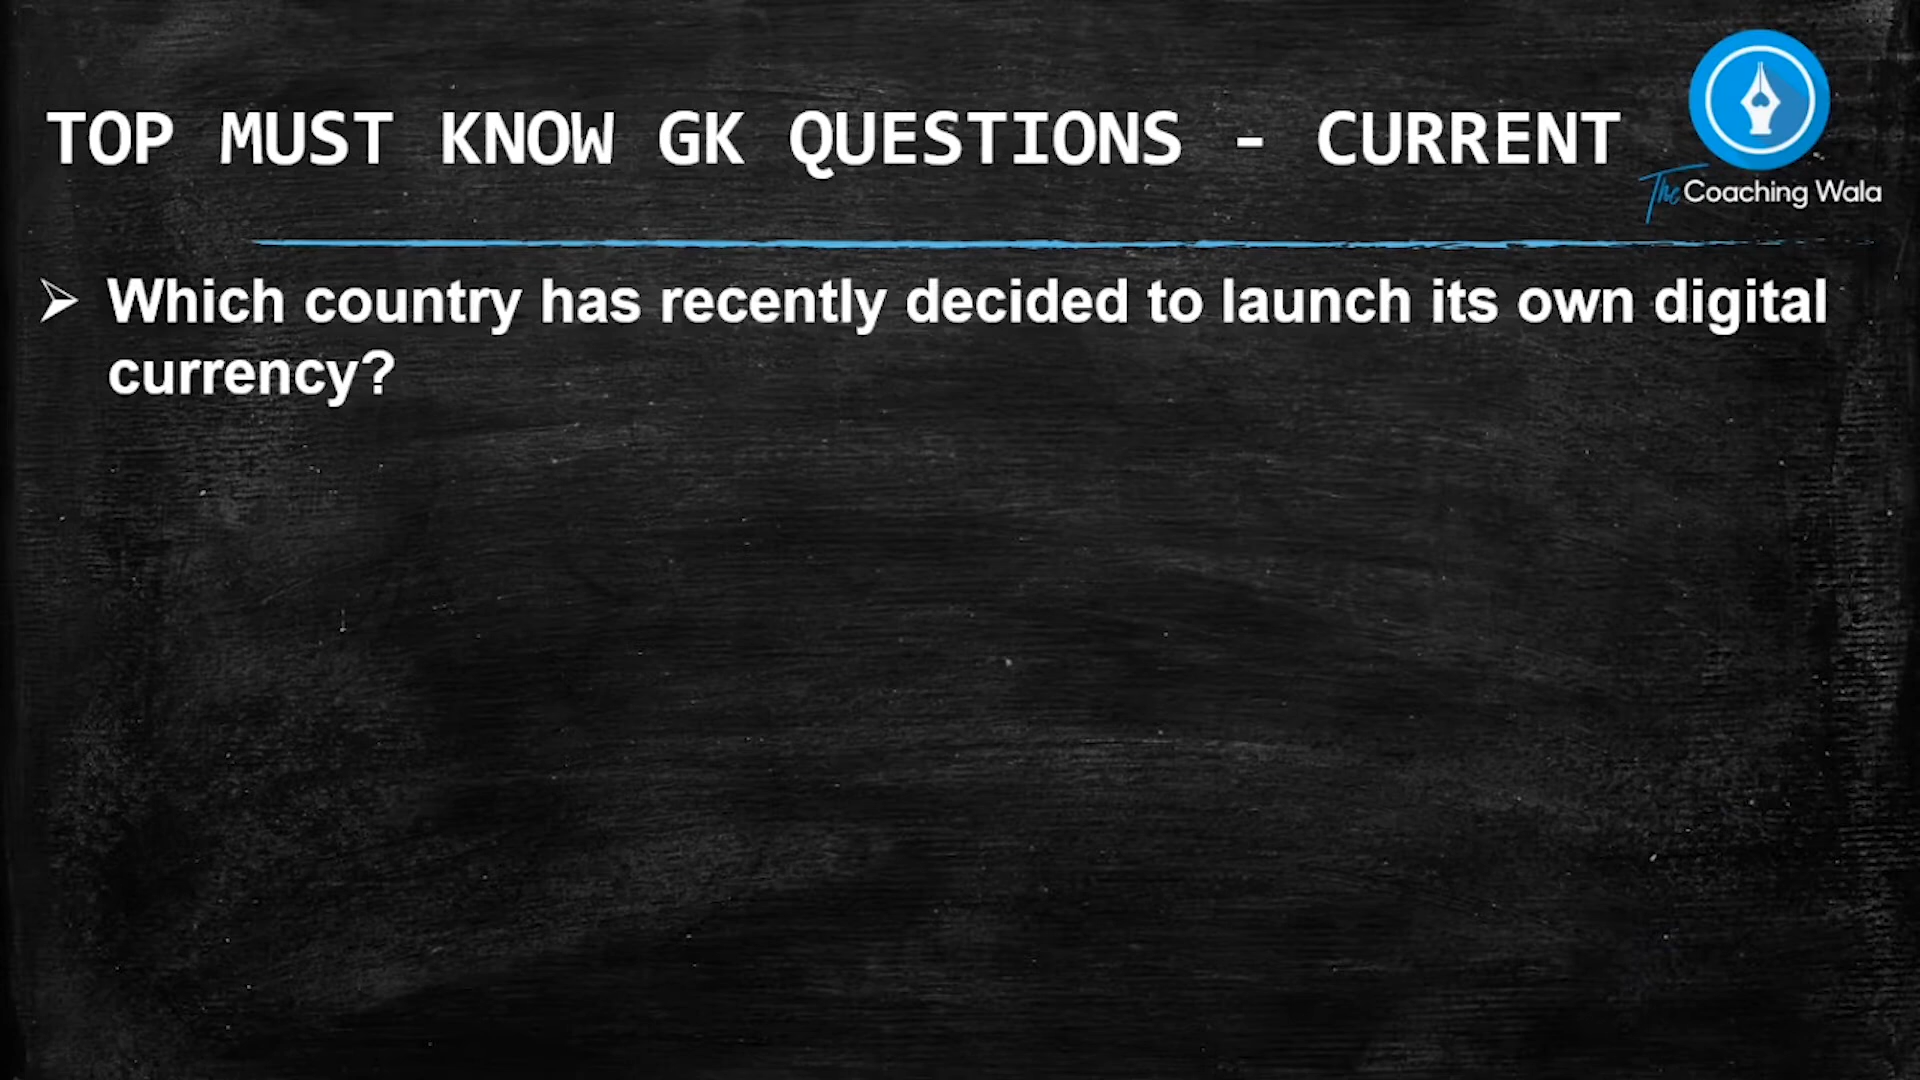 TOP MUST KNOW GK QUESTIONS - CURRENT
The Coaching Wala
Which country has recently decided to launch its own digital
currency?